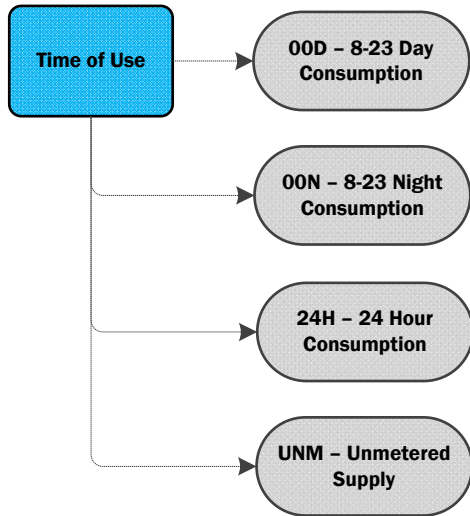 Time of Use
00D – 8-23 Day
Consumption
00N – 8-23 Night
Consumption
24H – 24 Hour
Consumption
UNM – Unmetered
Supply